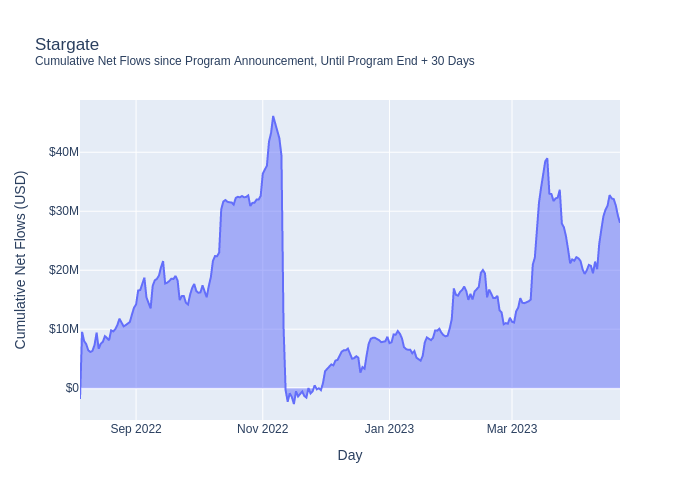 Stargate
Cumulative Net Flows since Program Announcement, Until Program End + 30 Days
Cumulative Net Flows (USD)
$40M
$30M
$20M
$10M
$0
Sep 2022
Nov 2022
Jan 2023
Mar 2023
Day